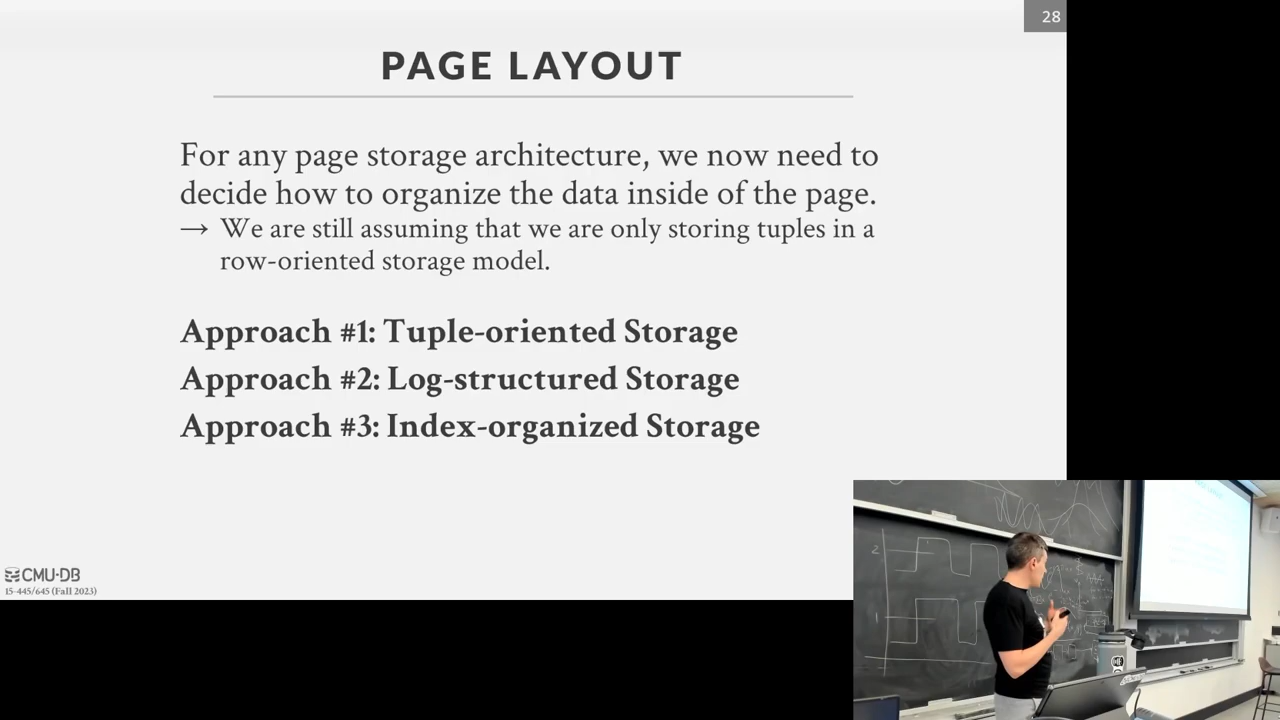 28
PAGE LAYOUT
For any page storage architecture, we now need to
decide how to organize the data inside of the page.
→ We are still assuming that we are only storing tuples in a
row-oriented storage model.
Approach #1: Tuple-oriented Storage
Approach #2: Log-structured Storage
Approach #3: Index-organized Storage
CMU·DB
15-445/645 (Fall 2023)
2
1